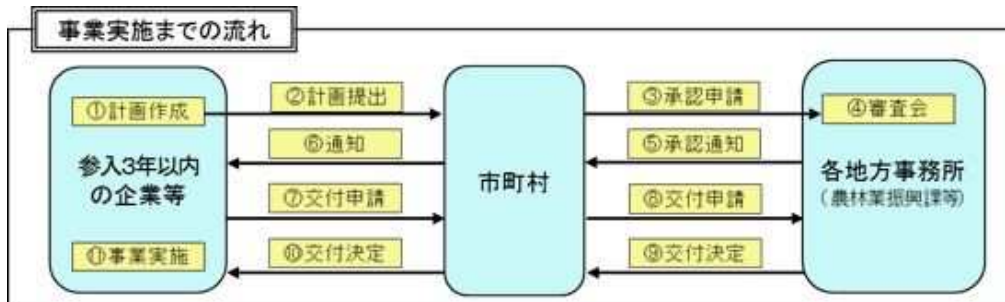 事業実施までの流れ
①計画作成
②計画提出
③承認申請
④審査会
⑥通知
⑤承認通知
参入3年以内
の企業等
市町村
各地方事務所
(農林業振興課等)
⑦交付申請
⑧交付申請
⑪事業実施
⑩交付決定
⑨交付決定